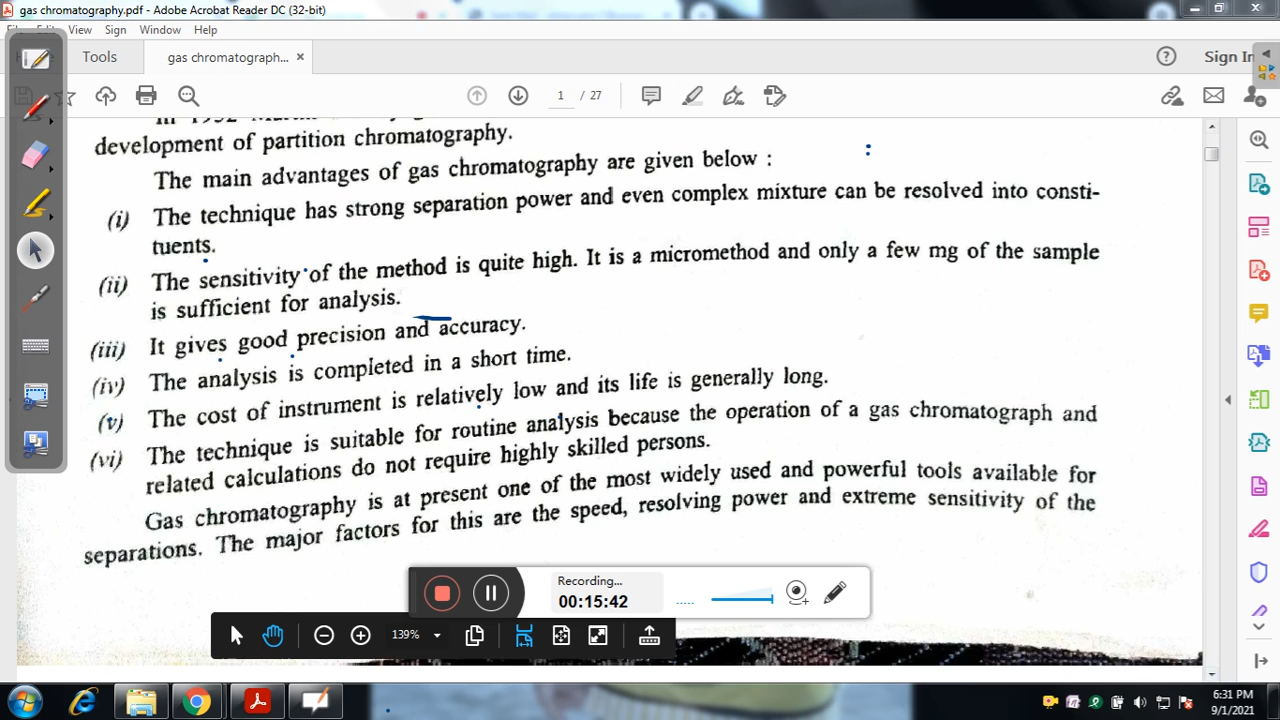 gas chromatography.pdf - Adobe Acrobat Reader DC (32-bit)
View Sign Window Help
Tools gas chromatograph... × Sign In
1 / 27
development of partition chromatography.
The main advantages of gas chromatography are given below :
(i) The technique has strong separation power and even complex mixture can be resolved into consti-
tuents.
(ii) The sensitivity of the method is quite high. It is a micromethod and only a few mg of the sample
is sufficient for analysis.
(iii) It gives good precision and accuracy.
(iv) The analysis is completed in a short time.
(v) The cost of instrument is relatively low and its life is generally long.
(vi) The technique is suitable for routine analysis because the operation of a gas chromatograph and
related calculations do not require highly skilled persons.
Gas chromatography is at present one of the most widely used and powerful tools available for
separations. The major factors for this are the speed, resolving power and extreme sensitivity of the
Recording...
00:15:42
139%
6:31 PM
9/1/2021